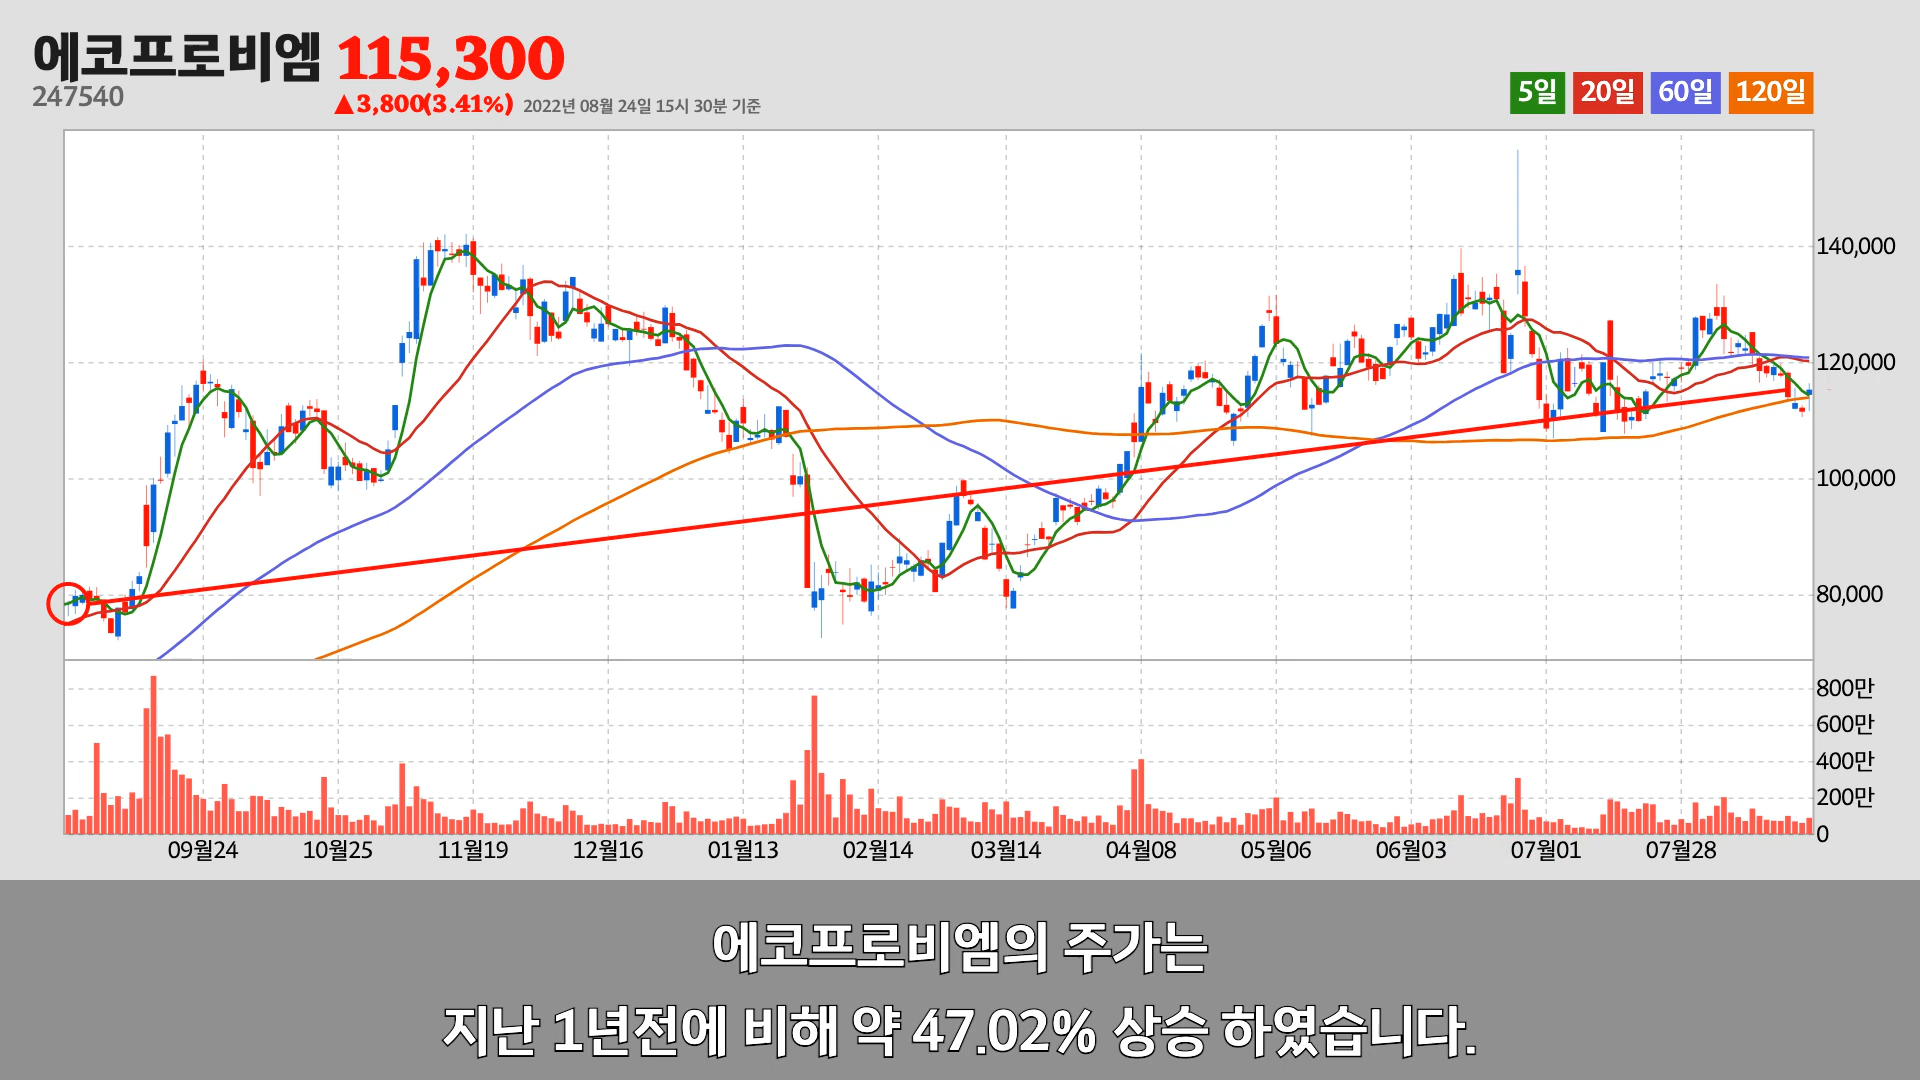 에코프로비엠 115,300
247540
▲3,800(3.41%) 2022년 08월 24일 15시 30분 기준
5일 20일 60일 120일
140,000
120,000
100,000
80,000
800만
600만
400만
200만
0
09월24 10월25 11월19 12월16 01월13 02월14 03월14 04월08 05월06 06월03 07월01 07월28
에코프로비엠의 주가는
지난 1년전에 비해 약 47.02% 상승 하였습니다.